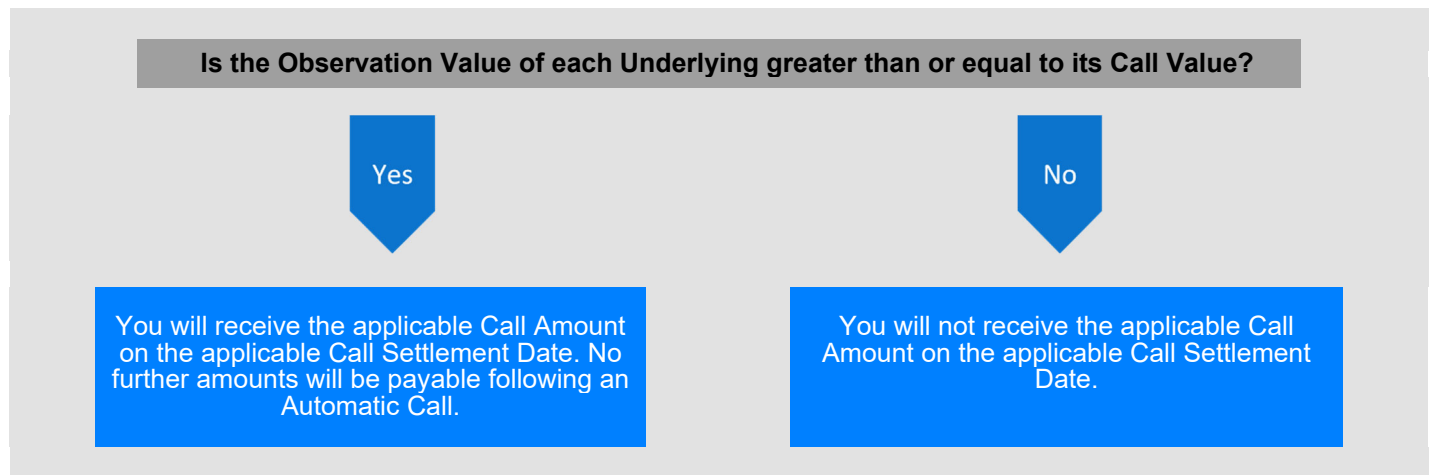 Is the Observation Value of each Underlying greater than or equal to its Call Value?
Yes
No
You will receive the applicable Call Amount
on the applicable Call Settlement Date. No
further amounts will be payable following an
Automatic Call.
You will not receive the applicable Call
Amount on the applicable Call Settlement
Date.